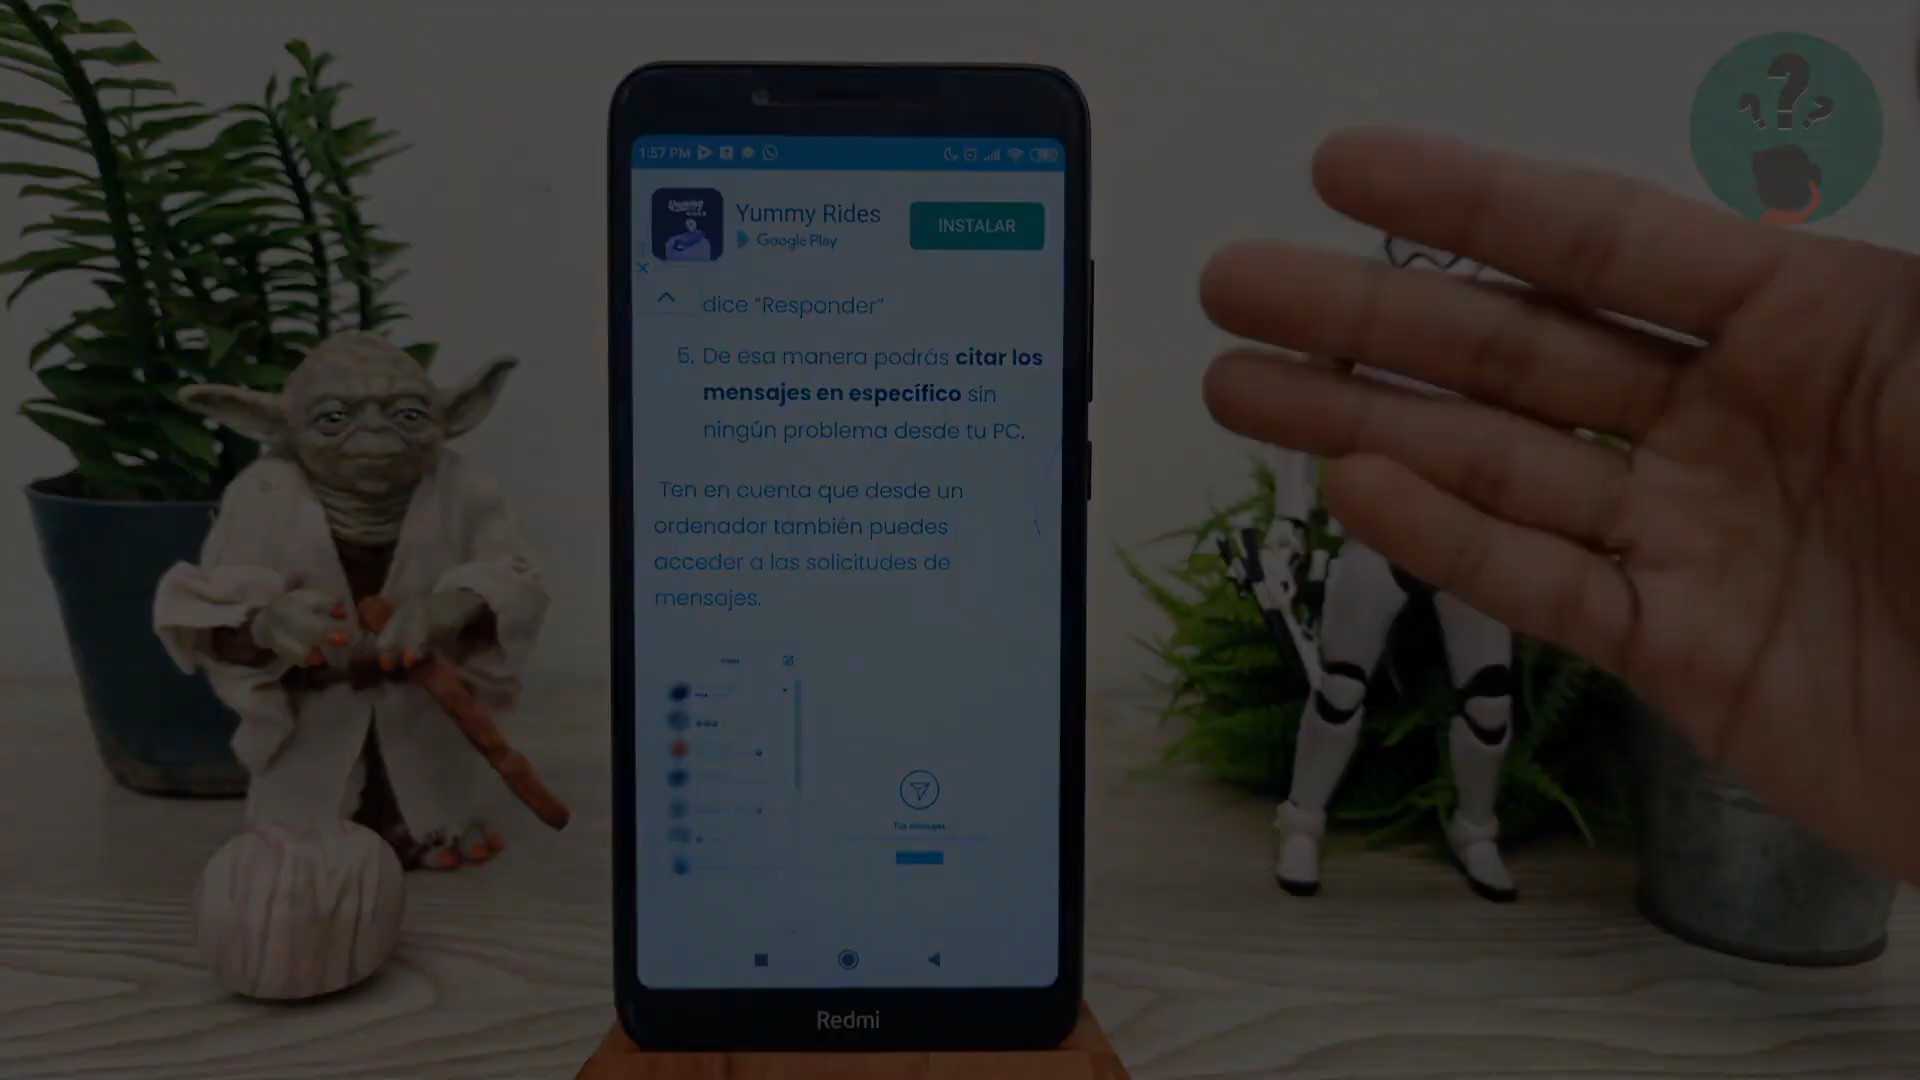 1:57 PM
Yummy Rides
Google Play
INSTALAR
dice “Responder”
5. De esa manera podrás citar los
mensajes en específico sin
ningún problema desde tu PC.
Ten en cuenta que desde un
ordenador también puedes
acceder a las solicitudes de
mensajes.
Tus mensajes
Redmi